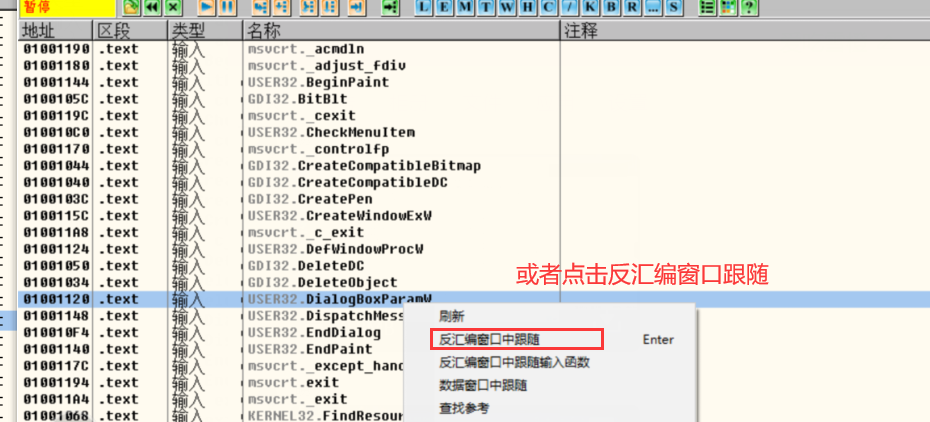 暂停
L E M T W H C / K B R ... S
?
地址 区段 类型 名称 注释
01001190 .text 输入 msvcrt._acmdln
01001180 .text 输入 msvcrt._adjust_fdiv
01001144 .text 输入 USER32.BeginPaint
0100105C .text 输入 GDI32.BitBlt
0100119C .text 输入 msvcrt._cexit
010010C0 .text 输入 USER32.CheckMenuItem
01001170 .text 输入 msvcrt._controlfp
01001044 .text 输入 GDI32.CreateCompatibleBitmap
01001040 .text 输入 GDI32.CreateCompatibleDC
0100103C .text 输入 GDI32.CreatePen
0100115C .text 输入 USER32.CreateWindowExW
010011A8 .text 输入 msvcrt._c_exit
01001124 .text 输入 USER32.DefWindowProcW
01001050 .text 输入 GDI32.DeleteDC
01001034 .text 输入 GDI32.DeleteObject
或者点击反汇编窗口跟随
01001120 .text 输入 USER32.DialogBoxParamW
01001148 .text 输入 USER32.DispatchMess
010010F4 .text 输入 USER32.EndDialog
01001140 .text 输入 USER32.EndPaint
0100117C .text 输入 msvcrt._except_hand
01001194 .text 输入 msvcrt.exit
010011A4 .text 输入 msvcrt._exit
01001068 .text 输入 KERNEL32.FindResour
刷新
反汇编窗口中跟随 Enter
反汇编窗口中跟随输入函数
数据窗口中跟随
查找参考